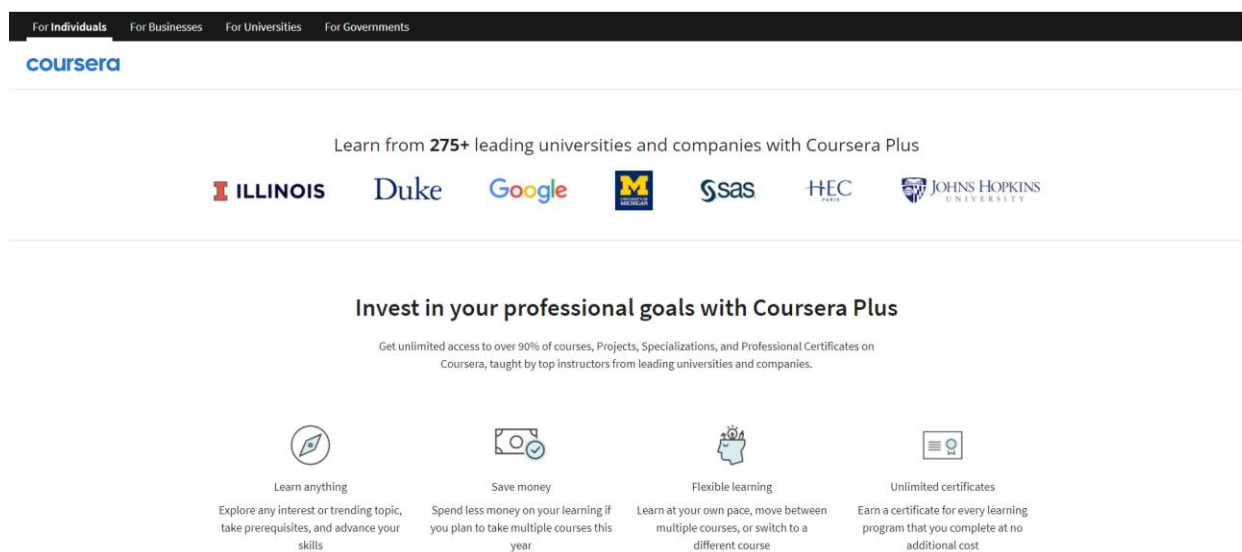 For Individuals For Businesses For Universities For Governments
coursera
Learn from 275+ leading universities and companies with Coursera Plus
I ILLINOIS Duke Google M UNIVERSITY OF MICHIGAN sas HEC PARIS JOHNS HOPKINS UNIVERSITY
Invest in your professional goals with Coursera Plus
Get unlimited access to over 90% of courses, Projects, Specializations, and Professional Certificates on
Coursera, taught by top instructors from leading universities and companies.
Learn anything
Explore any interest or trending topic,
take prerequisites, and advance your
skills
Save money
Spend less money on your learning if
you plan to take multiple courses this
year
Flexible learning
Learn at your own pace, move between
multiple courses, or switch to a
different course
Unlimited certificates
Earn a certificate for every learning
program that you complete at no
additional cost